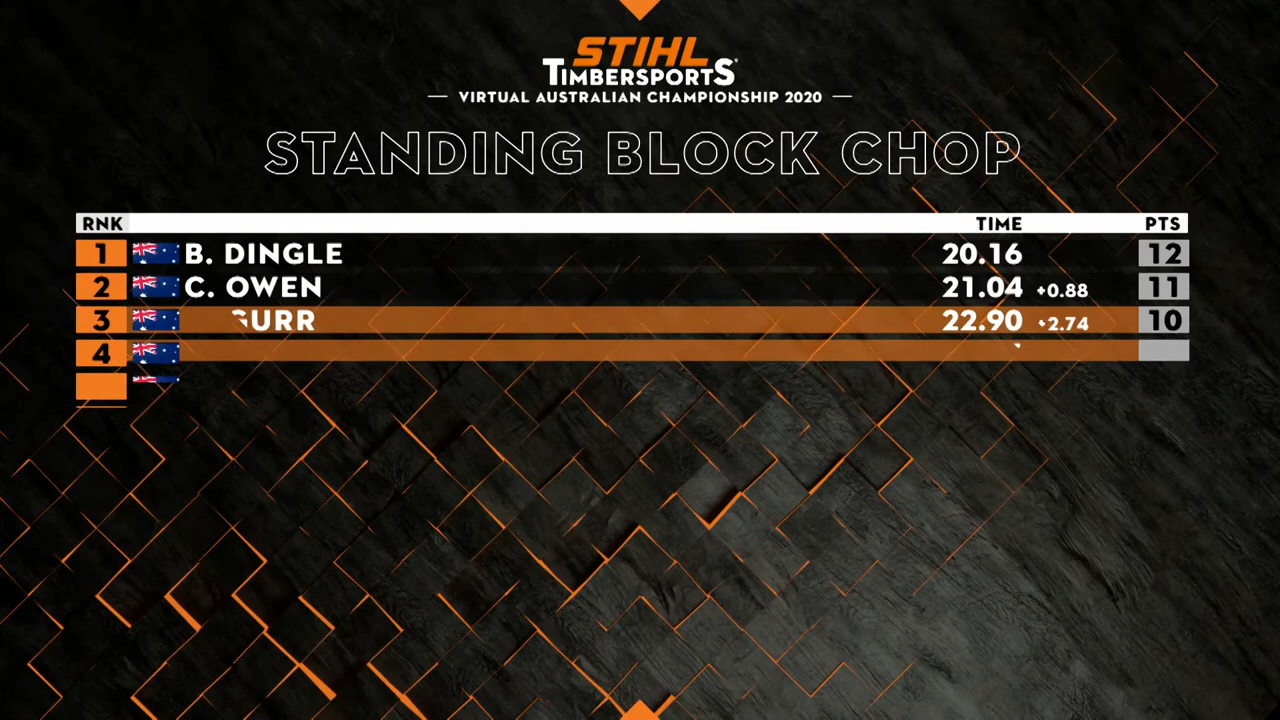 STIHL
TIMBERSPORTS
VIRTUAL AUSTRALIAN CHAMPIONSHIP 2020
STANDING BLOCK CHOP
RNK TIME PTS
1 B. DINGLE 20.16 12
2 C. OWEN 21.04 +0.88 11
3 GURR 22.90 +2.74 10
4